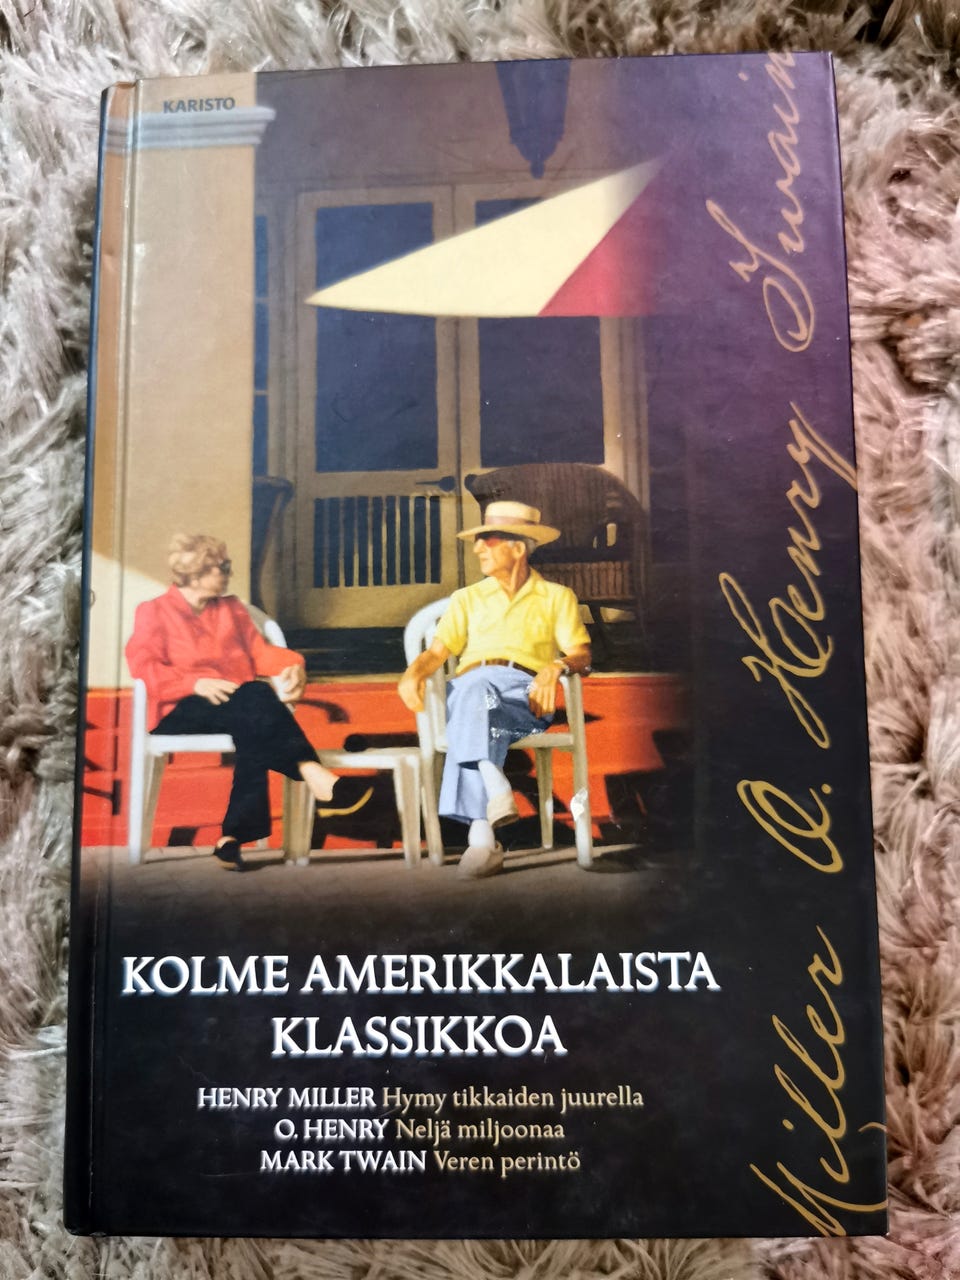 KARISTO
Miller O. Henry Twain
KOLME AMERIKKALAISTA
KLASSIKKOA
HENRY MILLER Hymy tikkaiden juurella
O. HENRY Neljä miljoonaa
MARK TWAIN Veren perintö